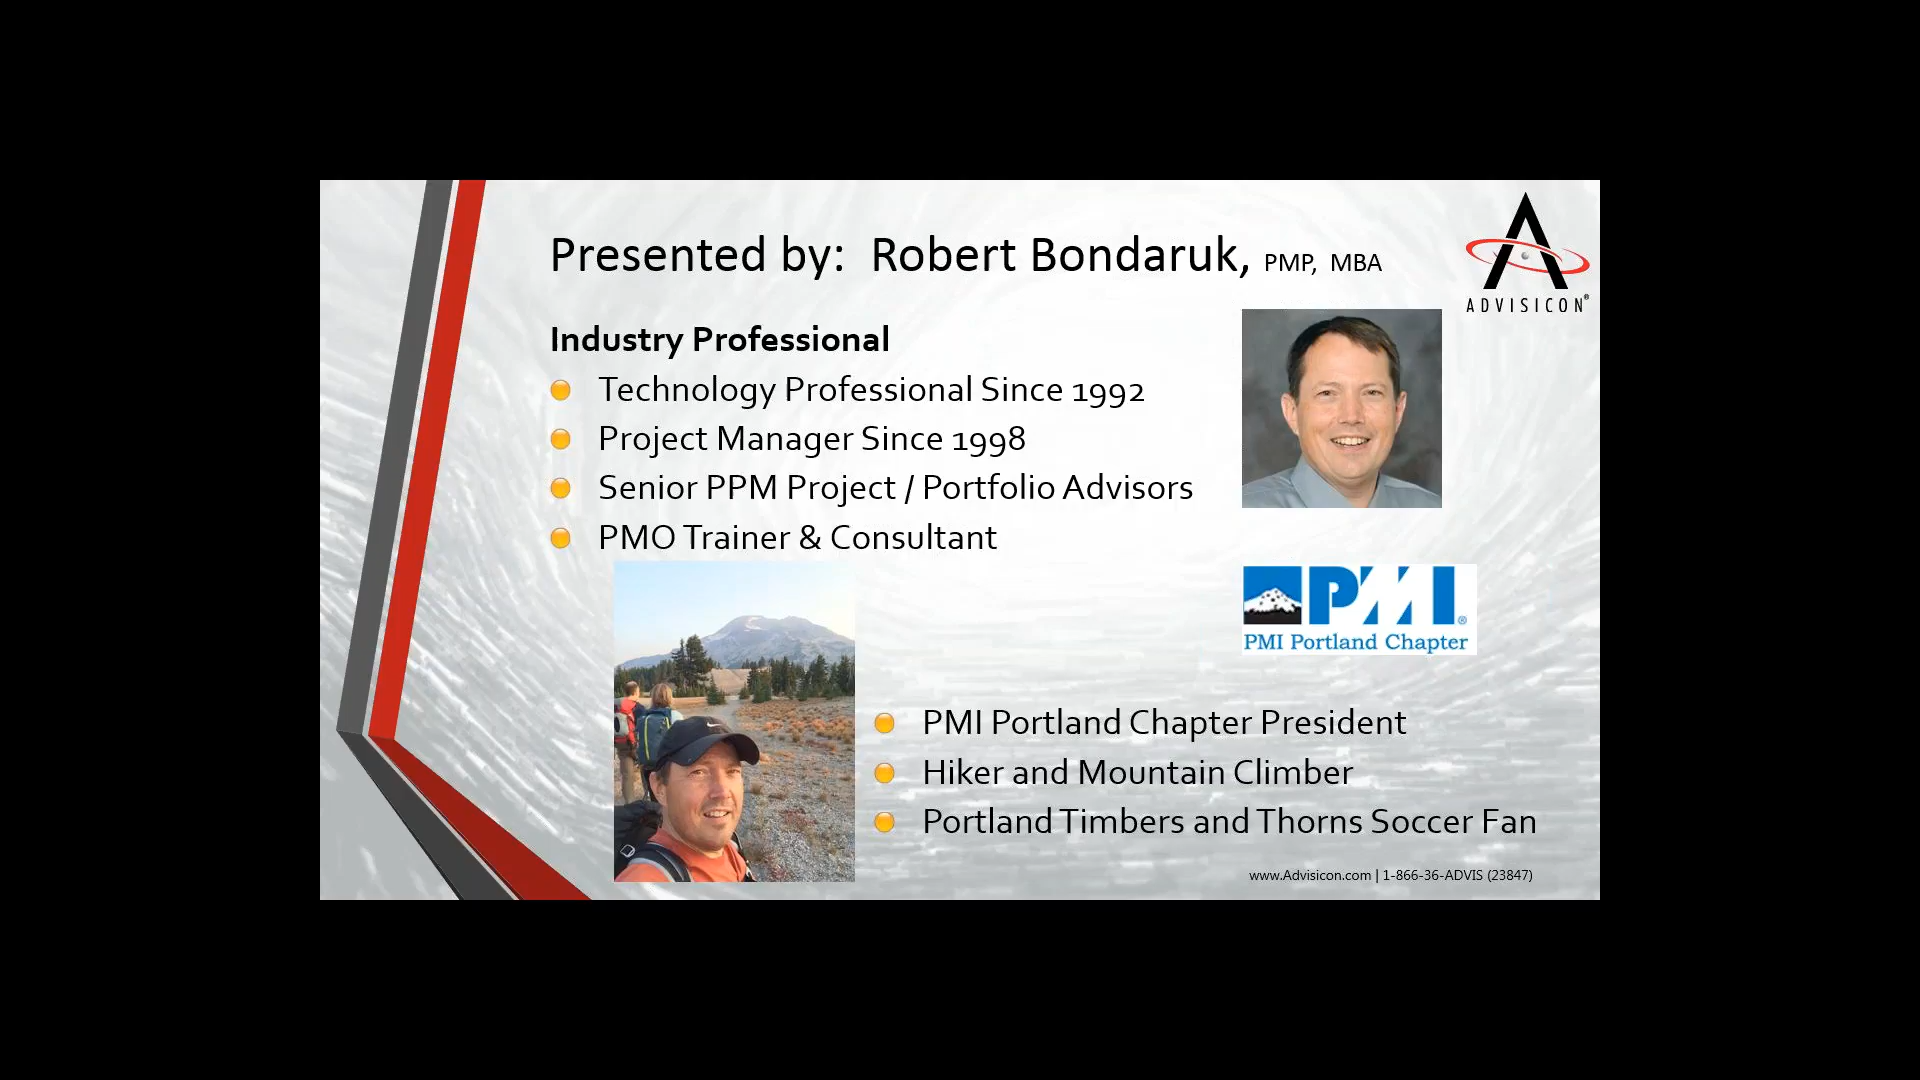 Presented by: Robert Bondaruk, PMP, MBA
ADVISICON®
Industry Professional
Technology Professional Since 1992
Project Manager Since 1998
Senior PPM Project / Portfolio Advisors
PMO Trainer & Consultant
PMI®
PMI Portland Chapter
PMI Portland Chapter President
Hiker and Mountain Climber
Portland Timbers and Thorns Soccer Fan
www.Advisicon.com | 1-866-36-ADVIS (23847)